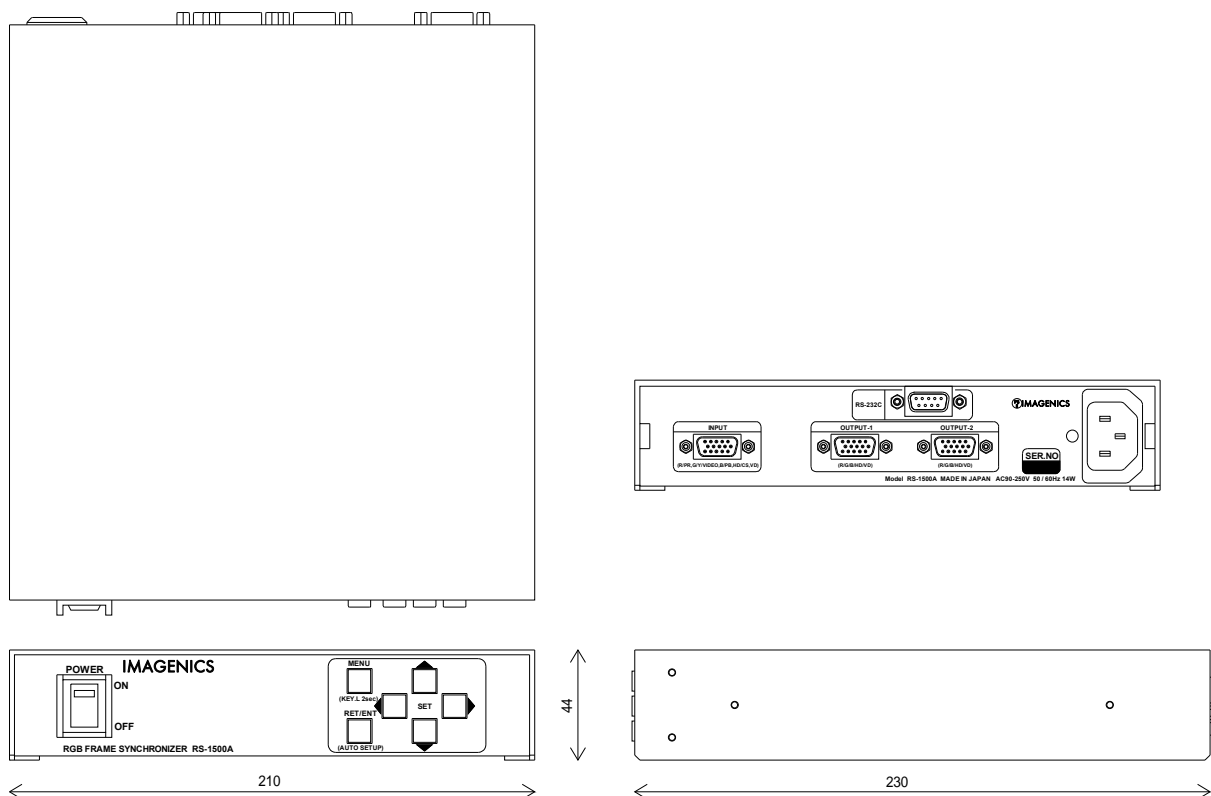 RS-232C
IMAGENICS
INPUT
OUTPUT-1
OUTPUT-2
(R/PR,G/Y/VIDEO,B/PB,HD/CS,VD)
(R/G/B/HD/VD)
(R/G/B/HD/VD)
SER.NO
Model RS-1500A MADE IN JAPAN AC90-250V 50 / 60Hz 14W
POWER
IMAGENICS
ON
OFF
MENU
(KEY.L 2sec)
SET
RET/ENT
(AUTO SETUP)
RGB FRAME SYNCHRONIZER RS-1500A
44
210
230